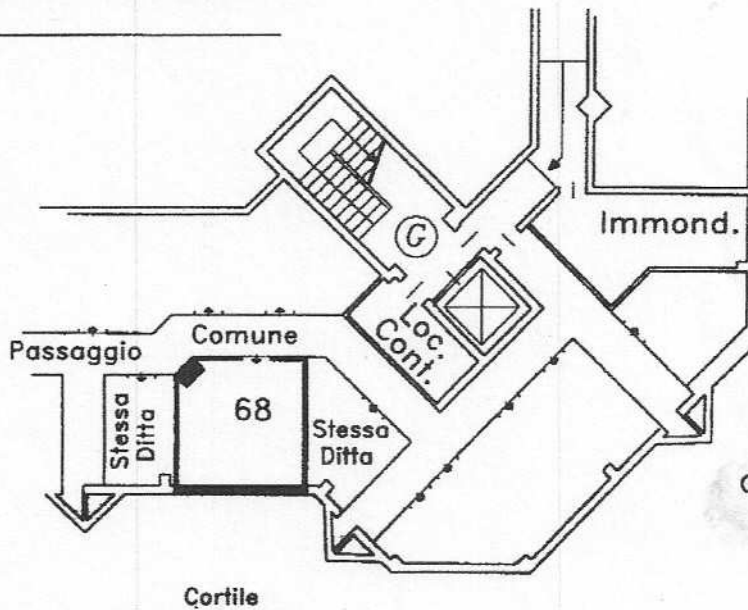 Immond.
G
Loc.
Cont.
Passaggio
Comune
Stessa
Ditta
68
Stessa
Ditta
Cortile